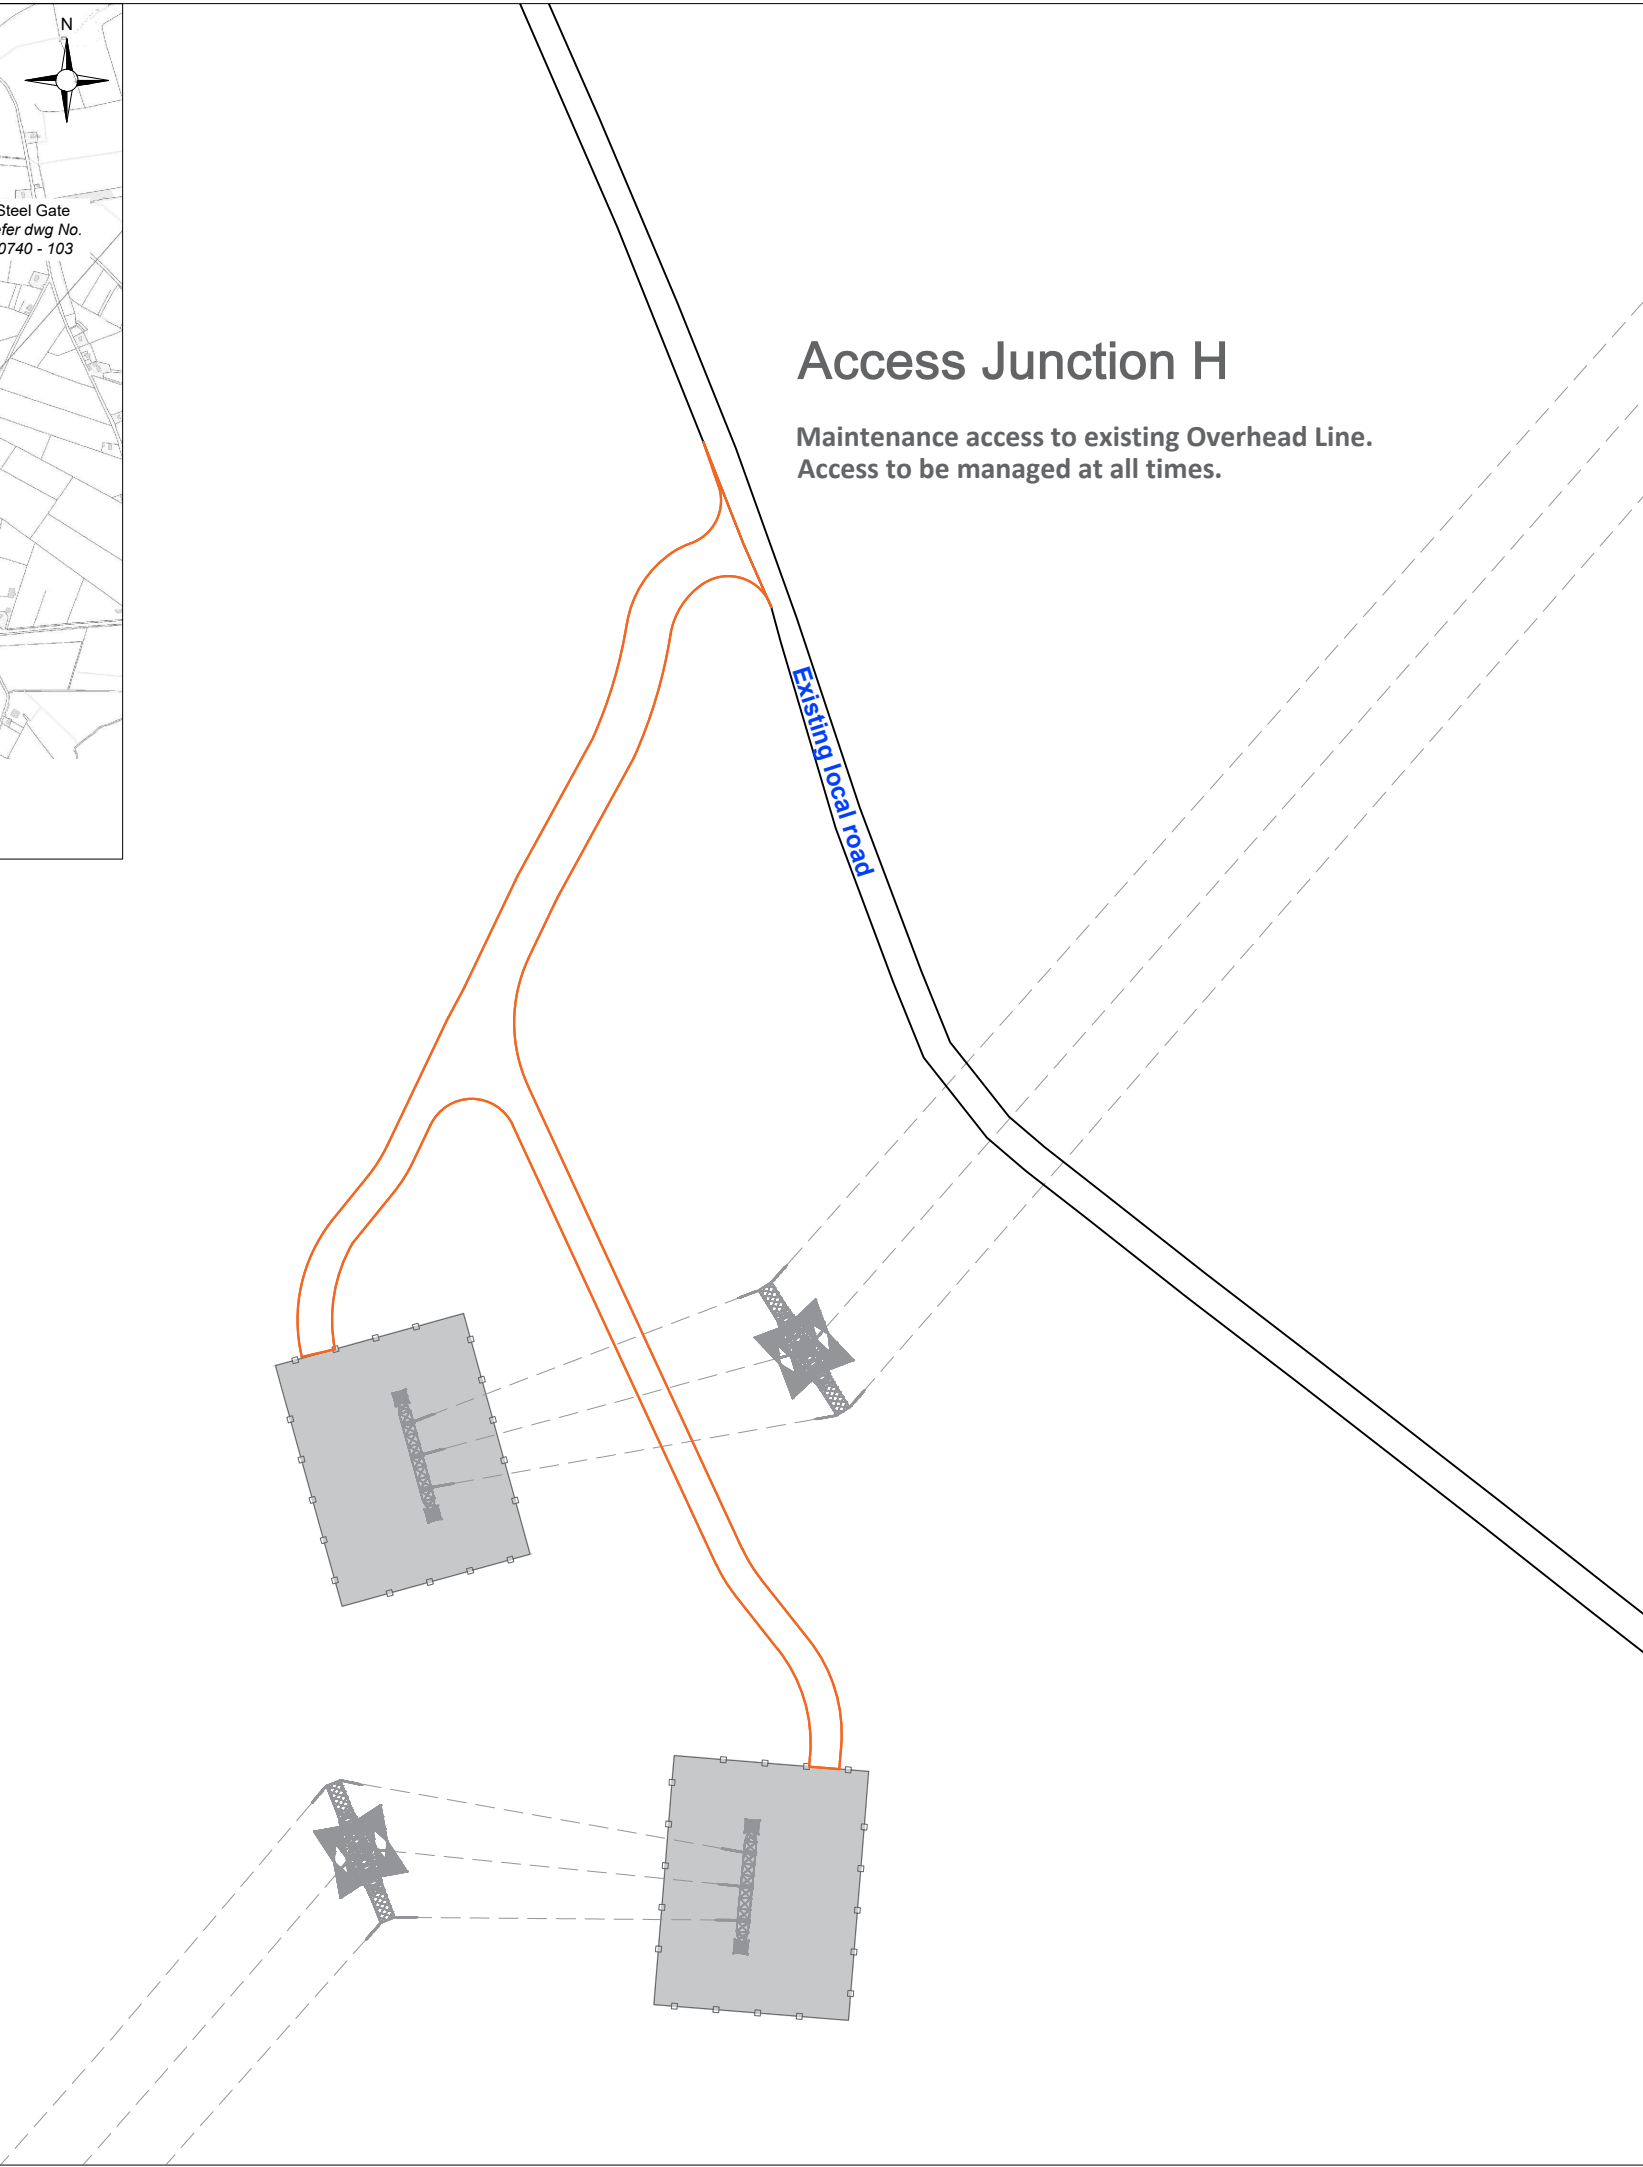 N
Steel Gate
efer dwg No.
0740 - 103
Access Junction H
Maintenance access to existing Overhead Line.
Access to be managed at all times.
Existing local road